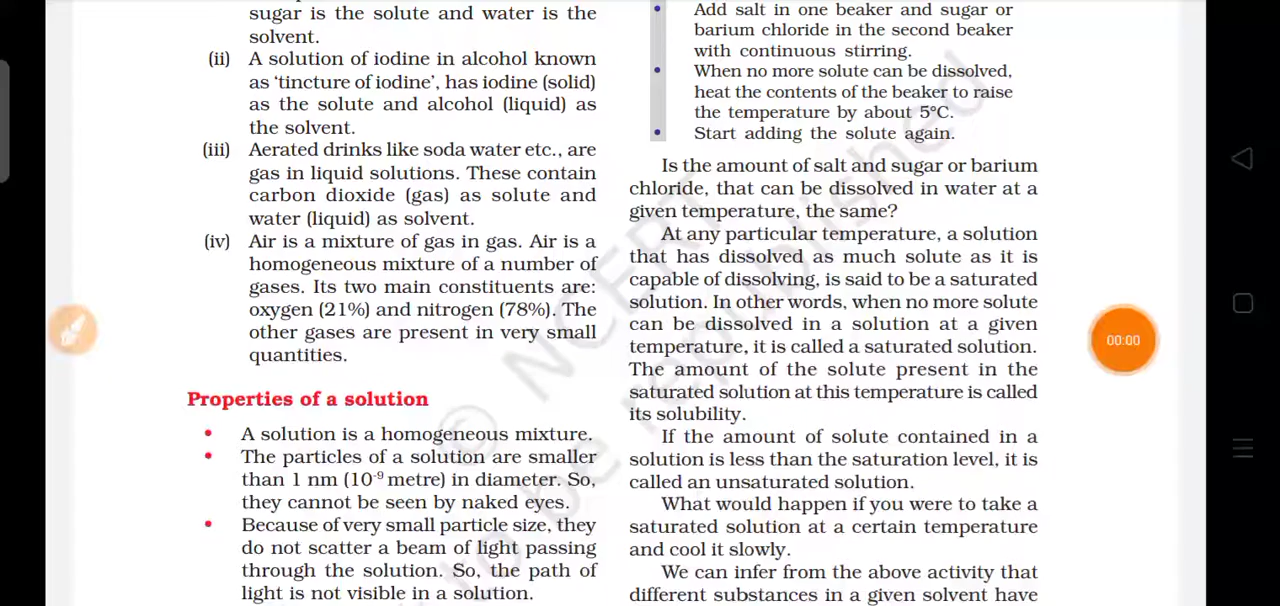 sugar is the solute and water is the
solvent.
(ii) A solution of iodine in alcohol known
as ‘tincture of iodine’, has iodine (solid)
as the solute and alcohol (liquid) as
the solvent.
(iii) Aerated drinks like soda water etc., are
gas in liquid solutions. These contain
carbon dioxide (gas) as solute and
water (liquid) as solvent.
(iv) Air is a mixture of gas in gas. Air is a
homogeneous mixture of a number of
gases. Its two main constituents are:
oxygen (21%) and nitrogen (78%). The
other gases are present in very small
quantities.
Properties of a solution
• A solution is a homogeneous mixture.
• The particles of a solution are smaller
than 1 nm (10⁻⁹ metre) in diameter. So,
they cannot be seen by naked eyes.
• Because of very small particle size, they
do not scatter a beam of light passing
through the solution. So, the path of
light is not visible in a solution.
• Add salt in one beaker and sugar or
barium chloride in the second beaker
with continuous stirring.
• When no more solute can be dissolved,
heat the contents of the beaker to raise
the temperature by about 5°C.
• Start adding the solute again.
Is the amount of salt and sugar or barium
chloride, that can be dissolved in water at a
given temperature, the same?
At any particular temperature, a solution
that has dissolved as much solute as it is
capable of dissolving, is said to be a saturated
solution. In other words, when no more solute
can be dissolved in a solution at a given
temperature, it is called a saturated solution.
The amount of the solute present in the
saturated solution at this temperature is called
its solubility.
If the amount of solute contained in a
solution is less than the saturation level, it is
called an unsaturated solution.
What would happen if you were to take a
saturated solution at a certain temperature
and cool it slowly.
We can infer from the above activity that
different substances in a given solvent have
© NCERT
to be republished
00:00